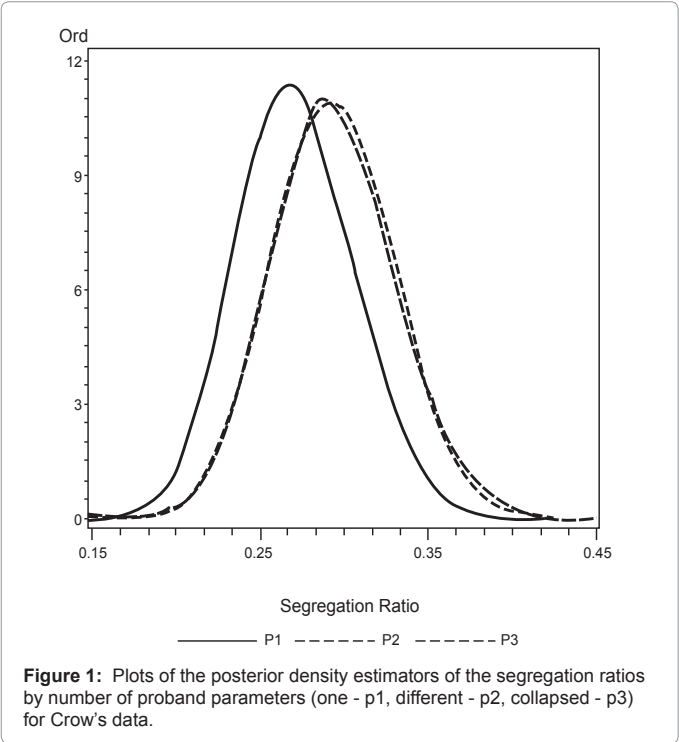 Ord
12
9
6
3
0
0.15 0.25 0.35 0.45
Segregation Ratio
P1 P2 P3
Figure 1: Plots of the posterior density estimators of the segregation ratios
by number of proband parameters (one - p1, different - p2, collapsed - p3)
for Crow's data.